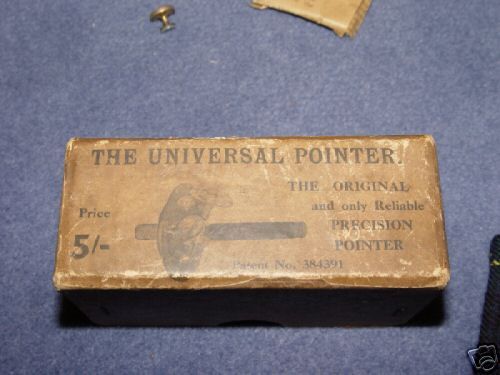 THE UNIVERSAL POINTER.
THE ORIGINAL
and only Reliable
PRECISION
POINTER
Price
5/-
Patent No. 384391